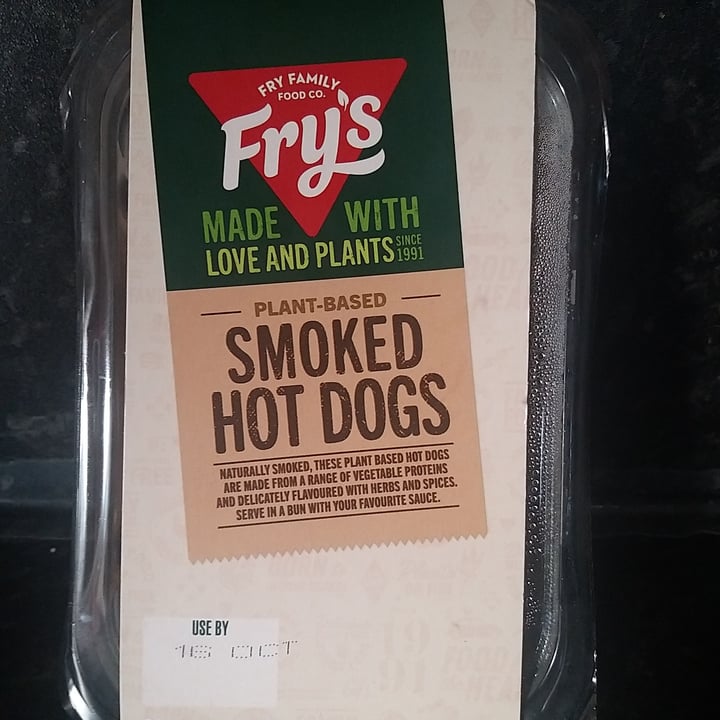 FRY FAMILY
FOOD CO.
Fry's
MADE WITH
LOVE AND PLANTS SINCE 1991
PLANT-BASED
SMOKED
HOT DOGS
NATURALLY SMOKED, THESE PLANT BASED HOT DOGS
ARE MADE FROM A RANGE OF VEGETABLE PROTEINS
AND DELICATELY FLAVOURED WITH HERBS AND SPICES.
SERVE IN A BUN WITH YOUR FAVOURITE SAUCE.
USE BY
16 OCT